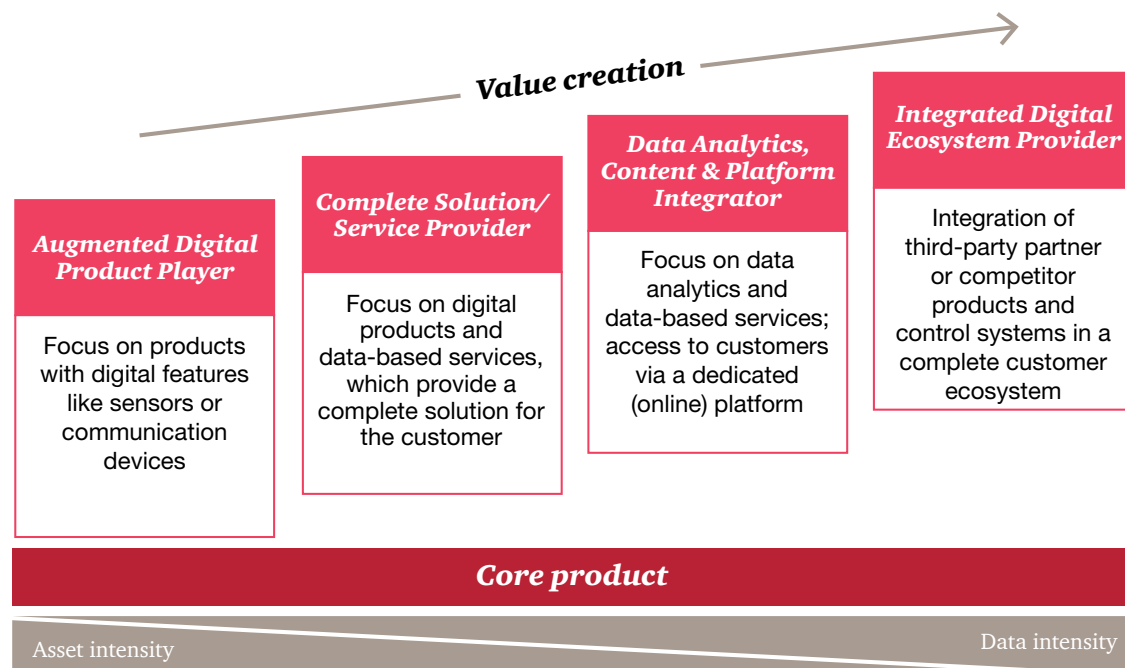 Value creation
Augmented Digital
Product Player
Focus on products
with digital features
like sensors or
communication
devices
Complete Solution/
Service Provider
Focus on digital
products and
data-based services,
which provide a
complete solution for
the customer
Data Analytics,
Content & Platform
Integrator
Focus on data
analytics and
data-based services;
access to customers
via a dedicated
(online) platform
Integrated Digital
Ecosystem Provider
Integration of
third-party partner
or competitor
products and
control systems in a
complete customer
ecosystem
Core product
Asset intensity
Data intensity